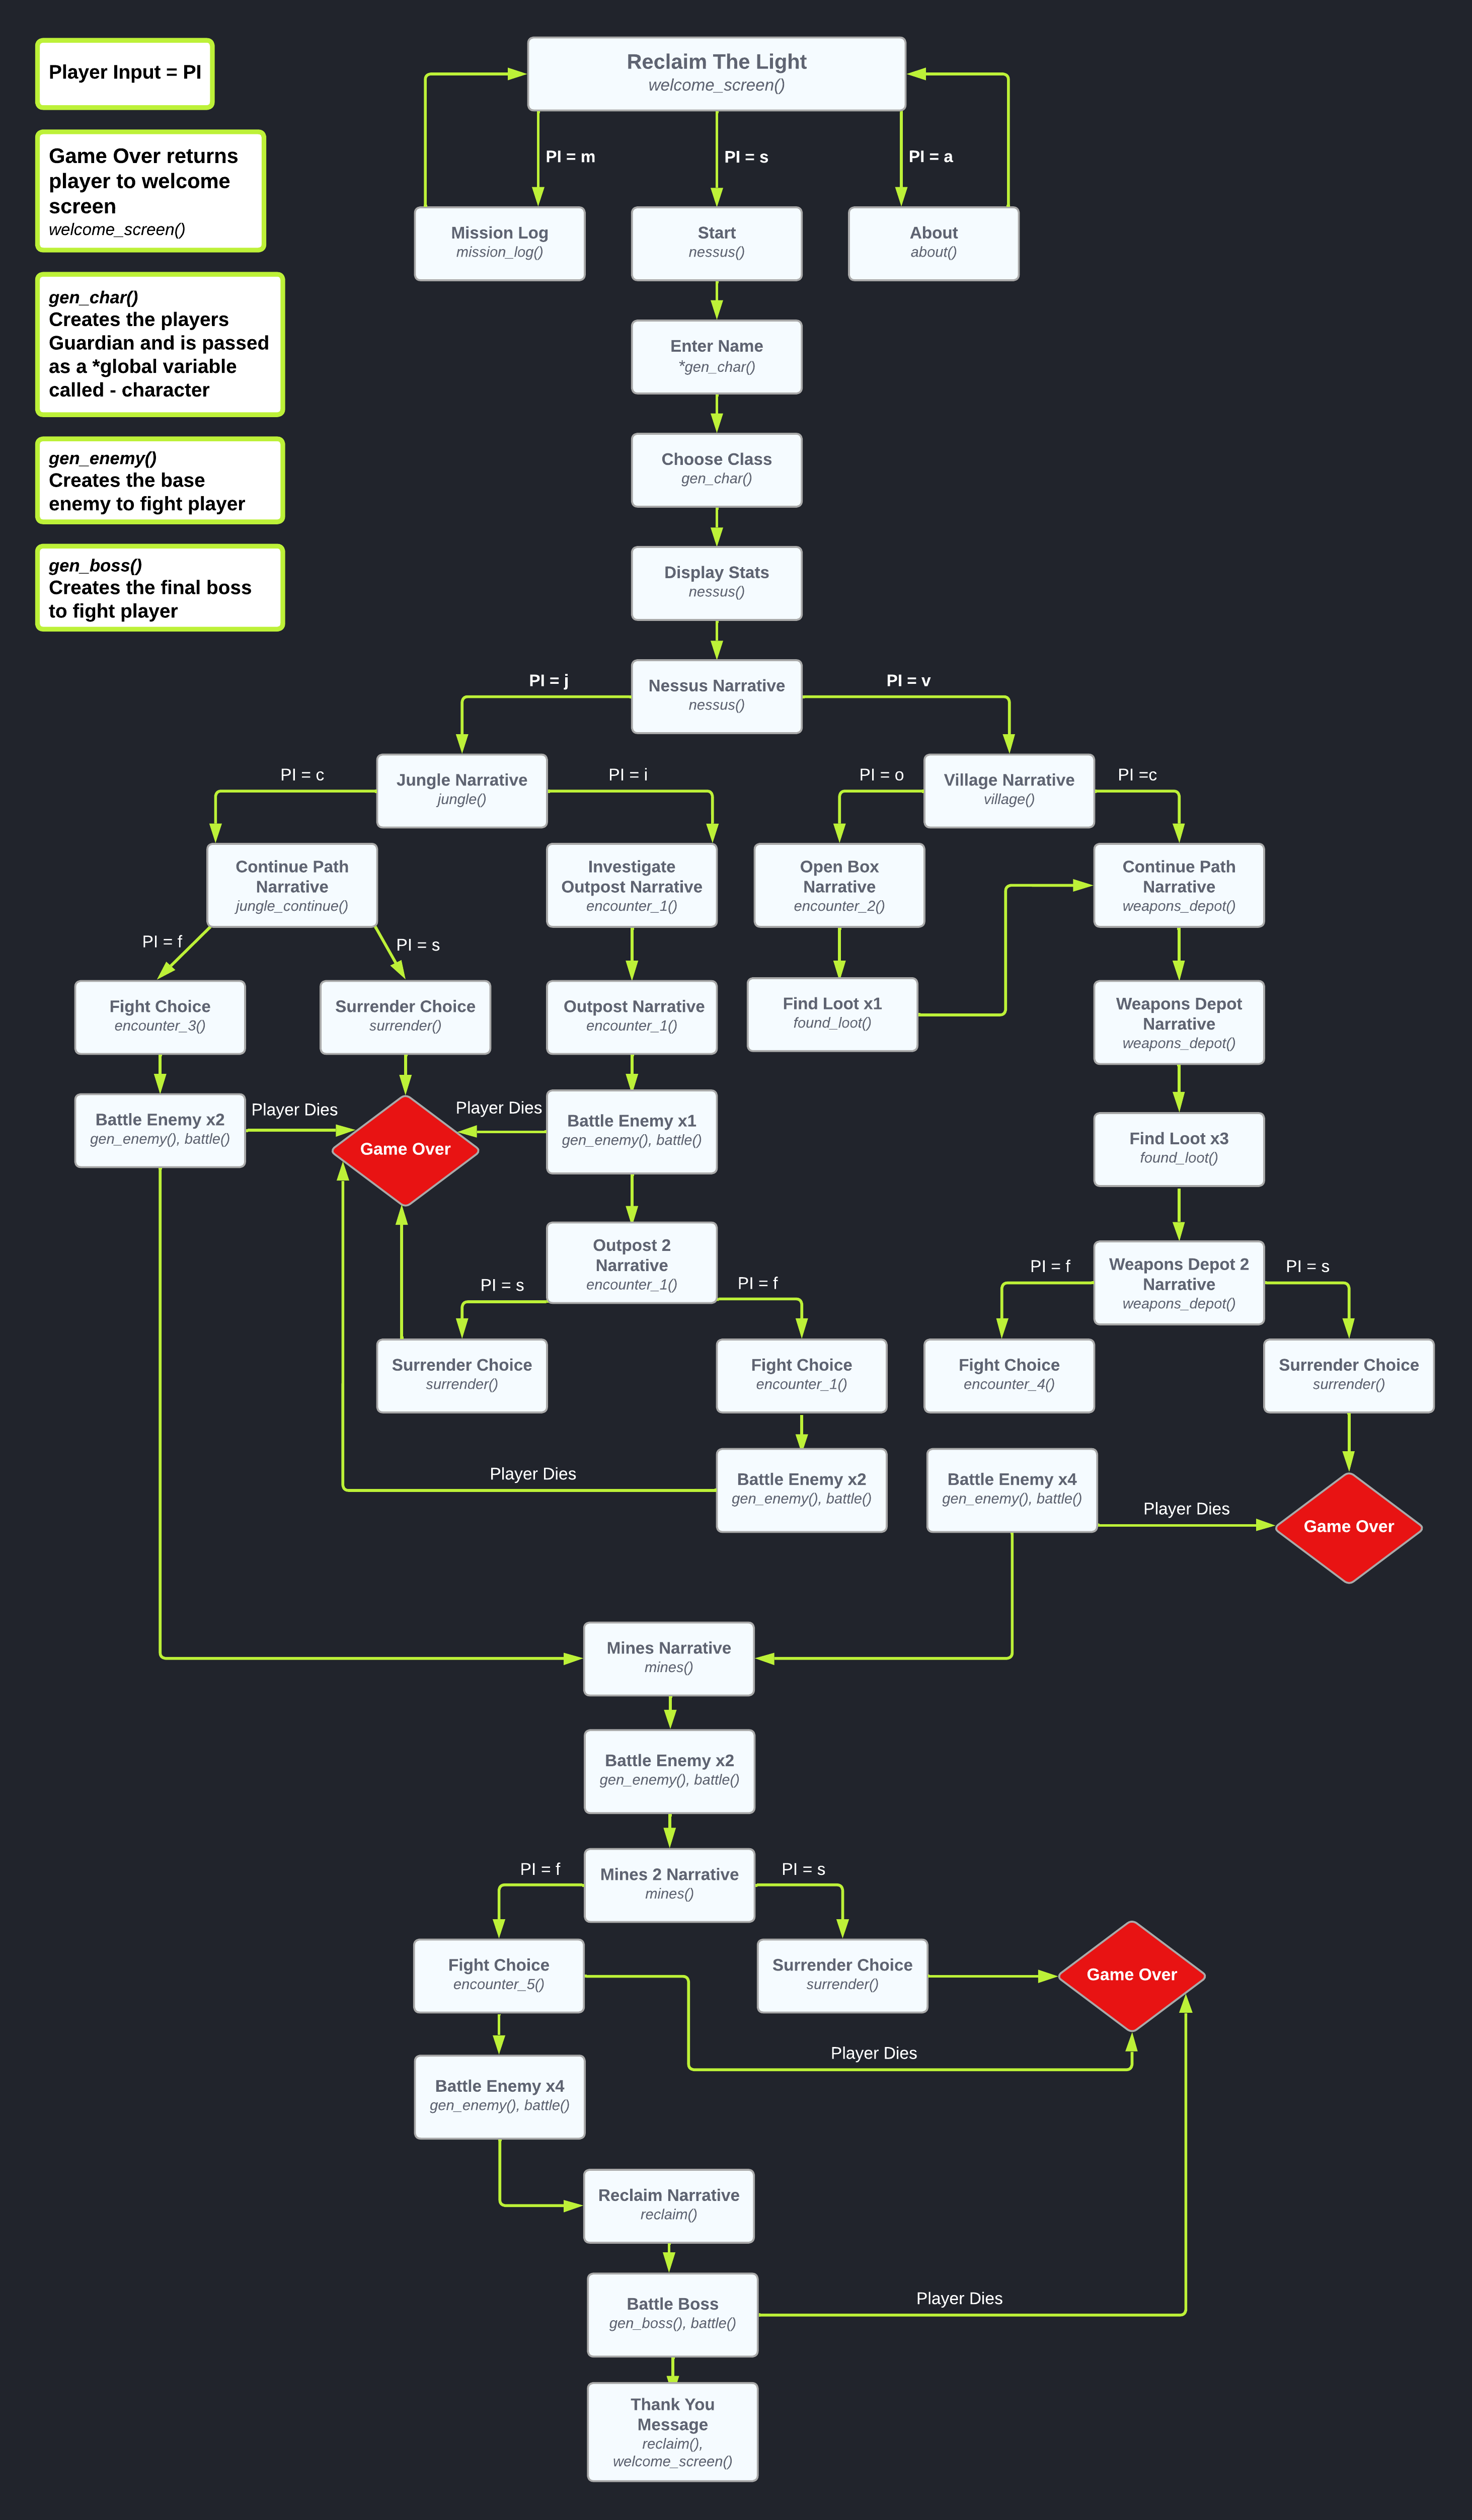 Player Input = PI
Game Over returns
player to welcome
screen
welcome_screen()
gen_char()
Creates the players
Guardian and is passed
as a *global variable
called - character
gen_enemy()
Creates the base
enemy to fight player
gen_boss()
Creates the final boss
to fight player
Reclaim The Light
welcome_screen()
PI = m
PI = s
PI = a
Mission Log
mission_log()
Start
nessus()
About
about()
Enter Name
*gen_char()
Choose Class
gen_char()
Display Stats
nessus()
Nessus Narrative
nessus()
PI = j
PI = v
Jungle Narrative
jungle()
Village Narrative
village()
PI = c
PI = i
PI = o
PI =c
Continue Path
Narrative
jungle_continue()
Investigate
Outpost Narrative
encounter_1()
Open Box
Narrative
encounter_2()
Continue Path
Narrative
weapons_depot()
PI = f
PI = s
Fight Choice
encounter_3()
Surrender Choice
surrender()
Outpost Narrative
encounter_1()
Find Loot x1
found_loot()
Weapons Depot
Narrative
weapons_depot()
Battle Enemy x2
gen_enemy(), battle()
Player Dies
Game Over
Player Dies
Battle Enemy x1
gen_enemy(), battle()
Find Loot x3
found_loot()
Outpost 2
Narrative
encounter_1()
PI = s
PI = f
Weapons Depot 2
Narrative
weapons_depot()
PI = f
PI = s
Surrender Choice
surrender()
Fight Choice
encounter_1()
Fight Choice
encounter_4()
Surrender Choice
surrender()
Player Dies
Battle Enemy x2
gen_enemy(), battle()
Battle Enemy x4
gen_enemy(), battle()
Player Dies
Game Over
Mines Narrative
mines()
Battle Enemy x2
gen_enemy(), battle()
Mines 2 Narrative
mines()
PI = f
PI = s
Fight Choice
encounter_5()
Surrender Choice
surrender()
Game Over
Player Dies
Battle Enemy x4
gen_enemy(), battle()
Reclaim Narrative
reclaim()
Battle Boss
gen_boss(), battle()
Player Dies
Thank You
Message
reclaim(),
welcome_screen()